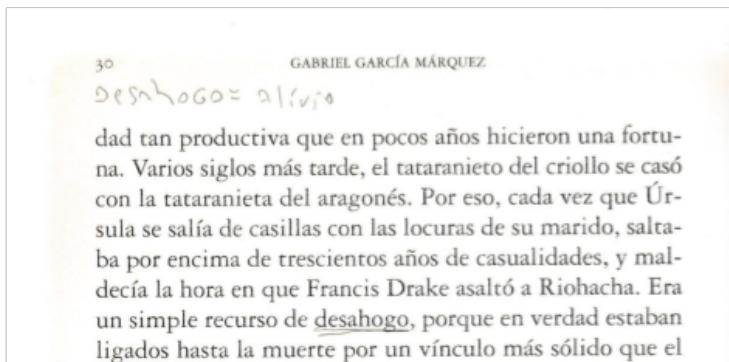 30 GABRIEL GARCÍA MÁRQUEZ
Desahogo= alivio
dad tan productiva que en pocos años hicieron una fortu-
na. Varios siglos más tarde, el tataranieto del criollo se casó
con la tataranieta del aragonés. Por eso, cada vez que Úr-
sula se salía de casillas con las locuras de su marido, salta-
ba por encima de trescientos años de casualidades, y mal-
decía la hora en que Francis Drake asaltó a Riohacha. Era
un simple recurso de desahogo, porque en verdad estaban
ligados hasta la muerte por un vínculo más sólido que el